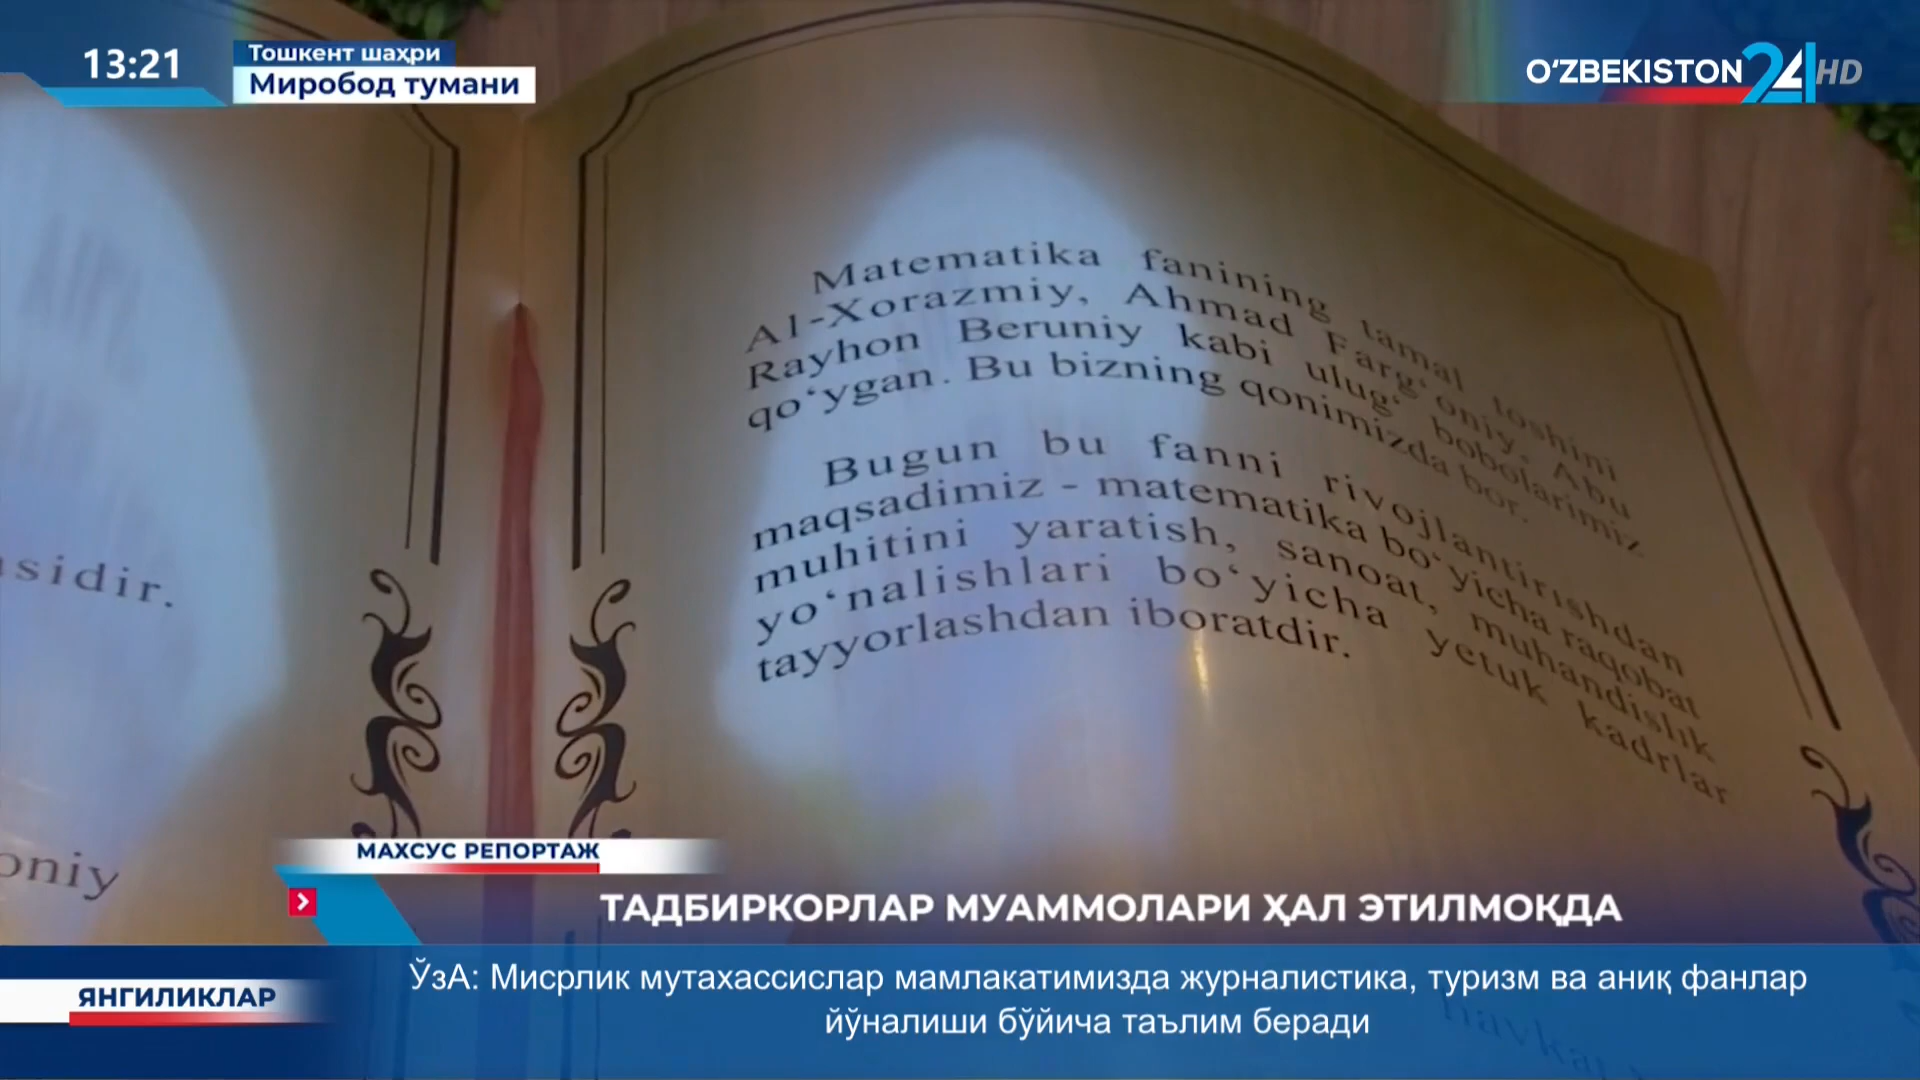 13:21
Тошкент шаҳри
Миробод тумани
O‘ZBEKISTON 24 HD
Matematika fanining tamal toshini
Al-Xorazmiy, Ahmad Farg‘oniy, Abu
Rayhon Beruniy kabi ulug‘ bobolarimiz
qo‘ygan. Bu bizning qonimizda bor.
Bugun bu fanni rivojlantirishdan
maqsadimiz - matematika bo‘yicha raqobat
muhitini yaratish, sanoat, muhandislik
yo‘nalishlari bo‘yicha yetuk kadrlar
tayyorlashdan iboratdir.
sidir.
oniy
МАХСУС РЕПОРТАЖ
ТАДБИРКОРЛАР МУАММОЛАРИ ҲАЛ ЭТИЛМОҚДА
ЯНГИЛИКЛАР
ЎзА: Мисрлик мутахассислар мамлакатимизда журналистика, туризм ва аниқ фанлар
йўналиши бўйича таълим беради